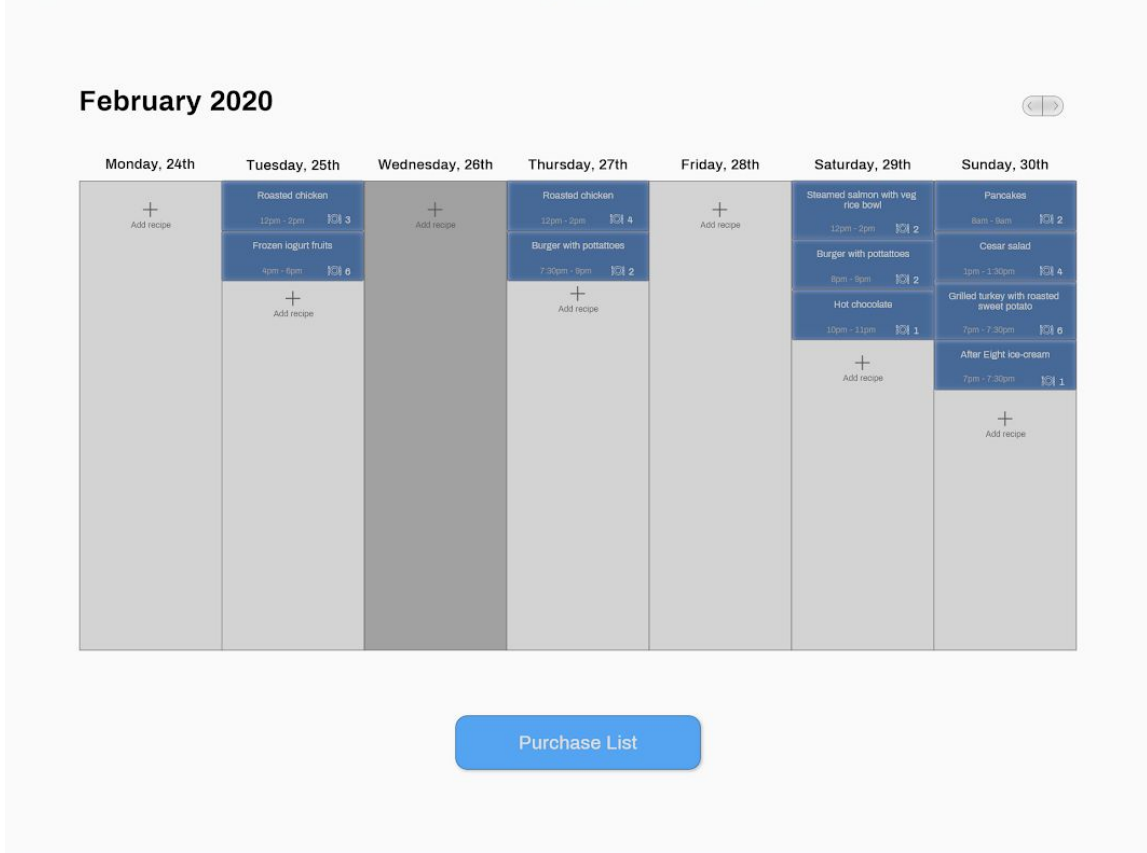 February 2020
Monday, 24th
Tuesday, 25th
Wednesday, 26th
Thursday, 27th
Friday, 28th
Saturday, 29th
Sunday, 30th
Add recipe
Roasted chicken
12pm - 2pm 3
Frozen iogurt fruits
4pm - 6pm 6
Add recipe
Add recipe
Roasted chicken
12pm - 2pm 4
Burger with pottattoes
7:30pm - 9pm 2
Add recipe
Add recipe
Steamed salmon with veg
rice bowl
12pm - 2pm 2
Burger with pottattoes
8pm - 9pm 2
Hot chocolate
10pm - 11pm 1
Add recipe
Pancakes
8am - 9am 2
Cesar salad
1pm - 1:30pm 4
Grilled turkey with roasted
sweet potato
7pm - 7:30pm 6
After Eight ice-cream
7pm - 7:30pm 1
Add recipe
Purchase List